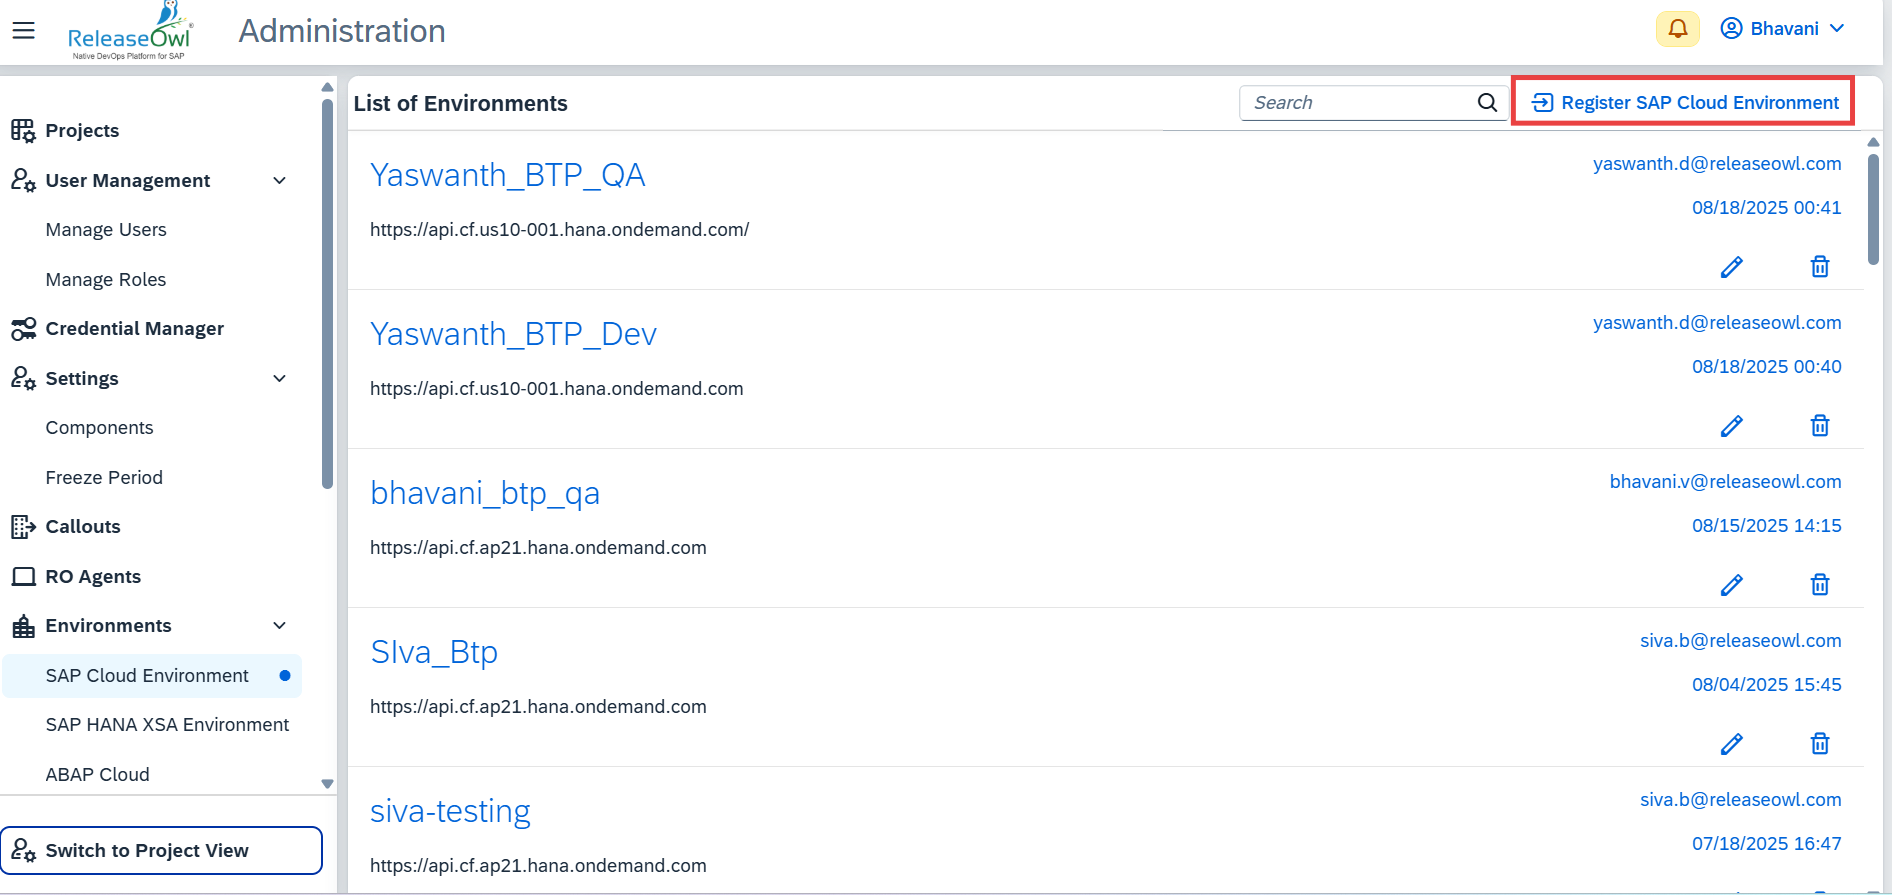 ReleaseOwl
Native DevOps Platform for SAP
Administration
Bhavani
Projects
User Management
Manage Users
Manage Roles
Credential Manager
Settings
Components
Freeze Period
Callouts
RO Agents
Environments
SAP Cloud Environment
SAP HANA XSA Environment
ABAP Cloud
Switch to Project View
List of Environments
Search
Register SAP Cloud Environment
Yaswanth_BTP_QA
yaswanth.d@releaseowl.com
08/18/2025 00:41
https://api.cf.us10-001.hana.ondemand.com/
Yaswanth_BTP_Dev
yaswanth.d@releaseowl.com
08/18/2025 00:40
https://api.cf.us10-001.hana.ondemand.com
bhavani_btp_qa
bhavani.v@releaseowl.com
08/15/2025 14:15
https://api.cf.ap21.hana.ondemand.com
SIva_Btp
siva.b@releaseowl.com
08/04/2025 15:45
https://api.cf.ap21.hana.ondemand.com
siva-testing
siva.b@releaseowl.com
07/18/2025 16:47
https://api.cf.ap21.hana.ondemand.com